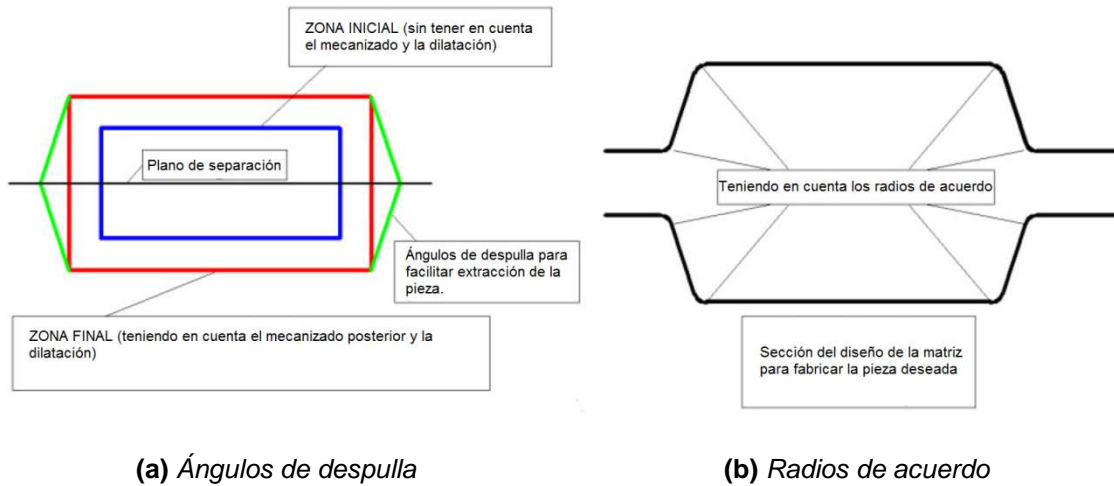 ZONA INICIAL (sin tener en cuenta
el mecanizado y la dilatación)
Plano de separación
Ángulos de despulla para
facilitar extracción de la
pieza.
ZONA FINAL (teniendo en cuenta el mecanizado posterior y la
dilatación)
(a) Ángulos de despulla
Teniendo en cuenta los radios de acuerdo
Sección del diseño de la matriz
para fabricar la pieza deseada
(b) Radios de acuerdo